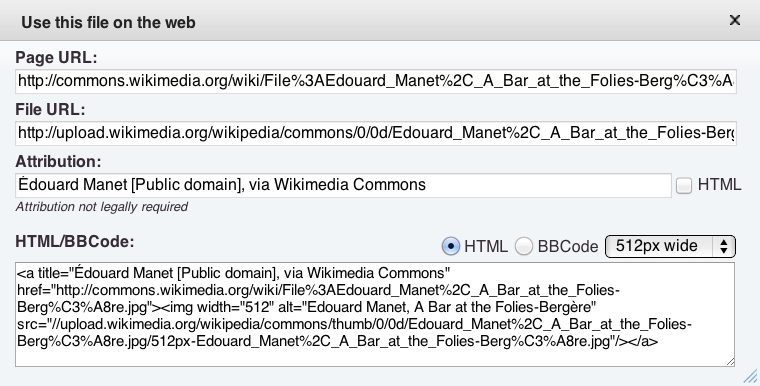 Use this file on the web
Page URL:
http://commons.wikimedia.org/wiki/File%3AEdouard_Manet%2C_A_Bar_at_the_Folies-Berg%C3%A
File URL:
http://upload.wikimedia.org/wikipedia/commons/0/0d/Edouard_Manet%2C_A_Bar_at_the_Folies-Berg
Attribution:
Édouard Manet [Public domain], via Wikimedia Commons
HTML
Attribution not legally required
HTML/BBCode:
HTML BBCode 512px wide
<a title="Édouard Manet [Public domain], via Wikimedia Commons"
href="http://commons.wikimedia.org/wiki/File%3AEdouard_Manet%2C_A_Bar_at_the_Folies-
Berg%C3%A8re.jpg"><img width="512" alt="Edouard Manet, A Bar at the Folies-Bergère"
src="//upload.wikimedia.org/wikipedia/commons/thumb/0/0d/Edouard_Manet%2C_A_Bar_at_the_Folies-
Berg%C3%A8re.jpg/512px-Edouard_Manet%2C_A_Bar_at_the_Folies-Berg%C3%A8re.jpg"/></a>